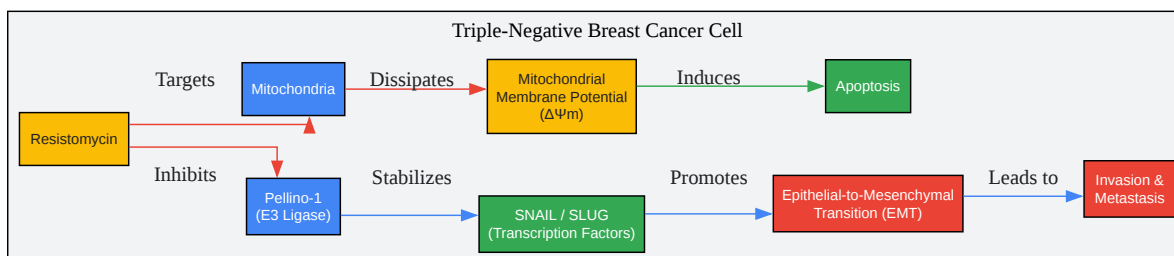 Triple-Negative Breast Cancer Cell
Targets
Mitochondria
Dissipates
Mitochondrial
Membrane Potential
(ΔΨm)
Induces
Apoptosis
Resistomycin
Inhibits
Pellino-1
(E3 Ligase)
Stabilizes
SNAIL / SLUG
(Transcription Factors)
Promotes
Epithelial-to-Mesenchymal
Transition (EMT)
Leads to
Invasion &
Metastasis